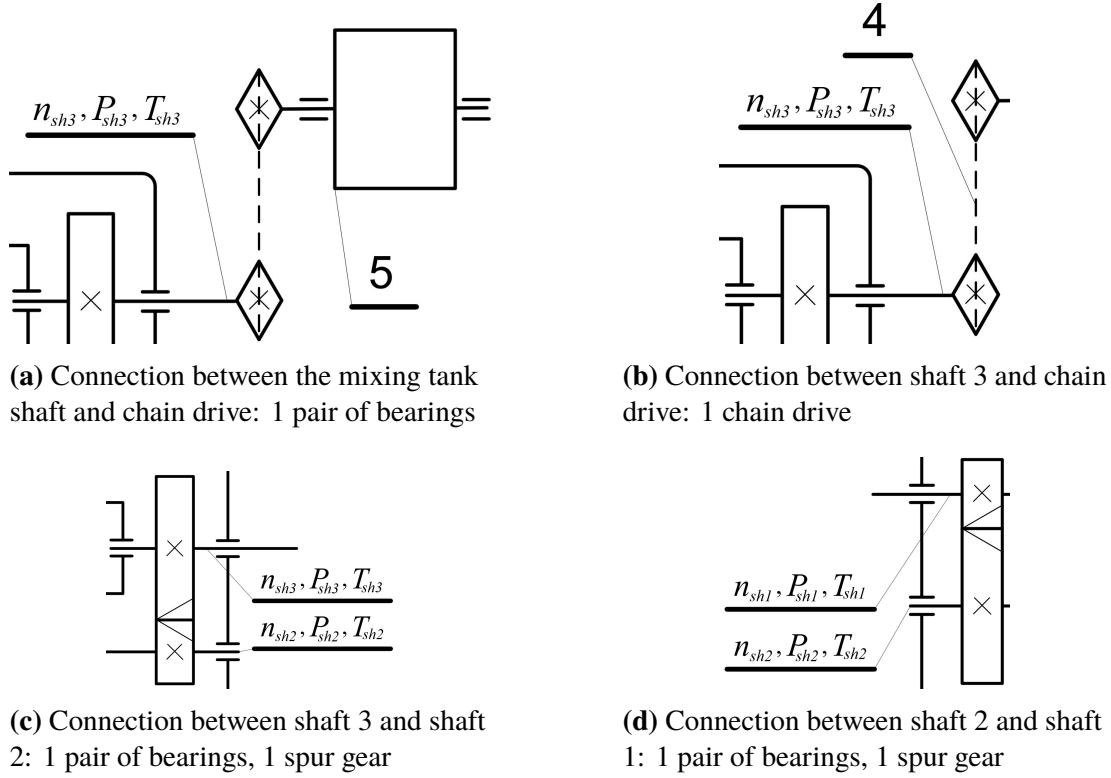 n_sh3, P_sh3, T_sh3
5
(a) Connection between the mixing tank
shaft and chain drive: 1 pair of bearings
4
n_sh3, P_sh3, T_sh3
(b) Connection between shaft 3 and chain
drive: 1 chain drive
n_sh3, P_sh3, T_sh3
n_sh2, P_sh2, T_sh2
(c) Connection between shaft 3 and shaft
2: 1 pair of bearings, 1 spur gear
n_sh1, P_sh1, T_sh1
n_sh2, P_sh2, T_sh2
(d) Connection between shaft 2 and shaft
1: 1 pair of bearings, 1 spur gear